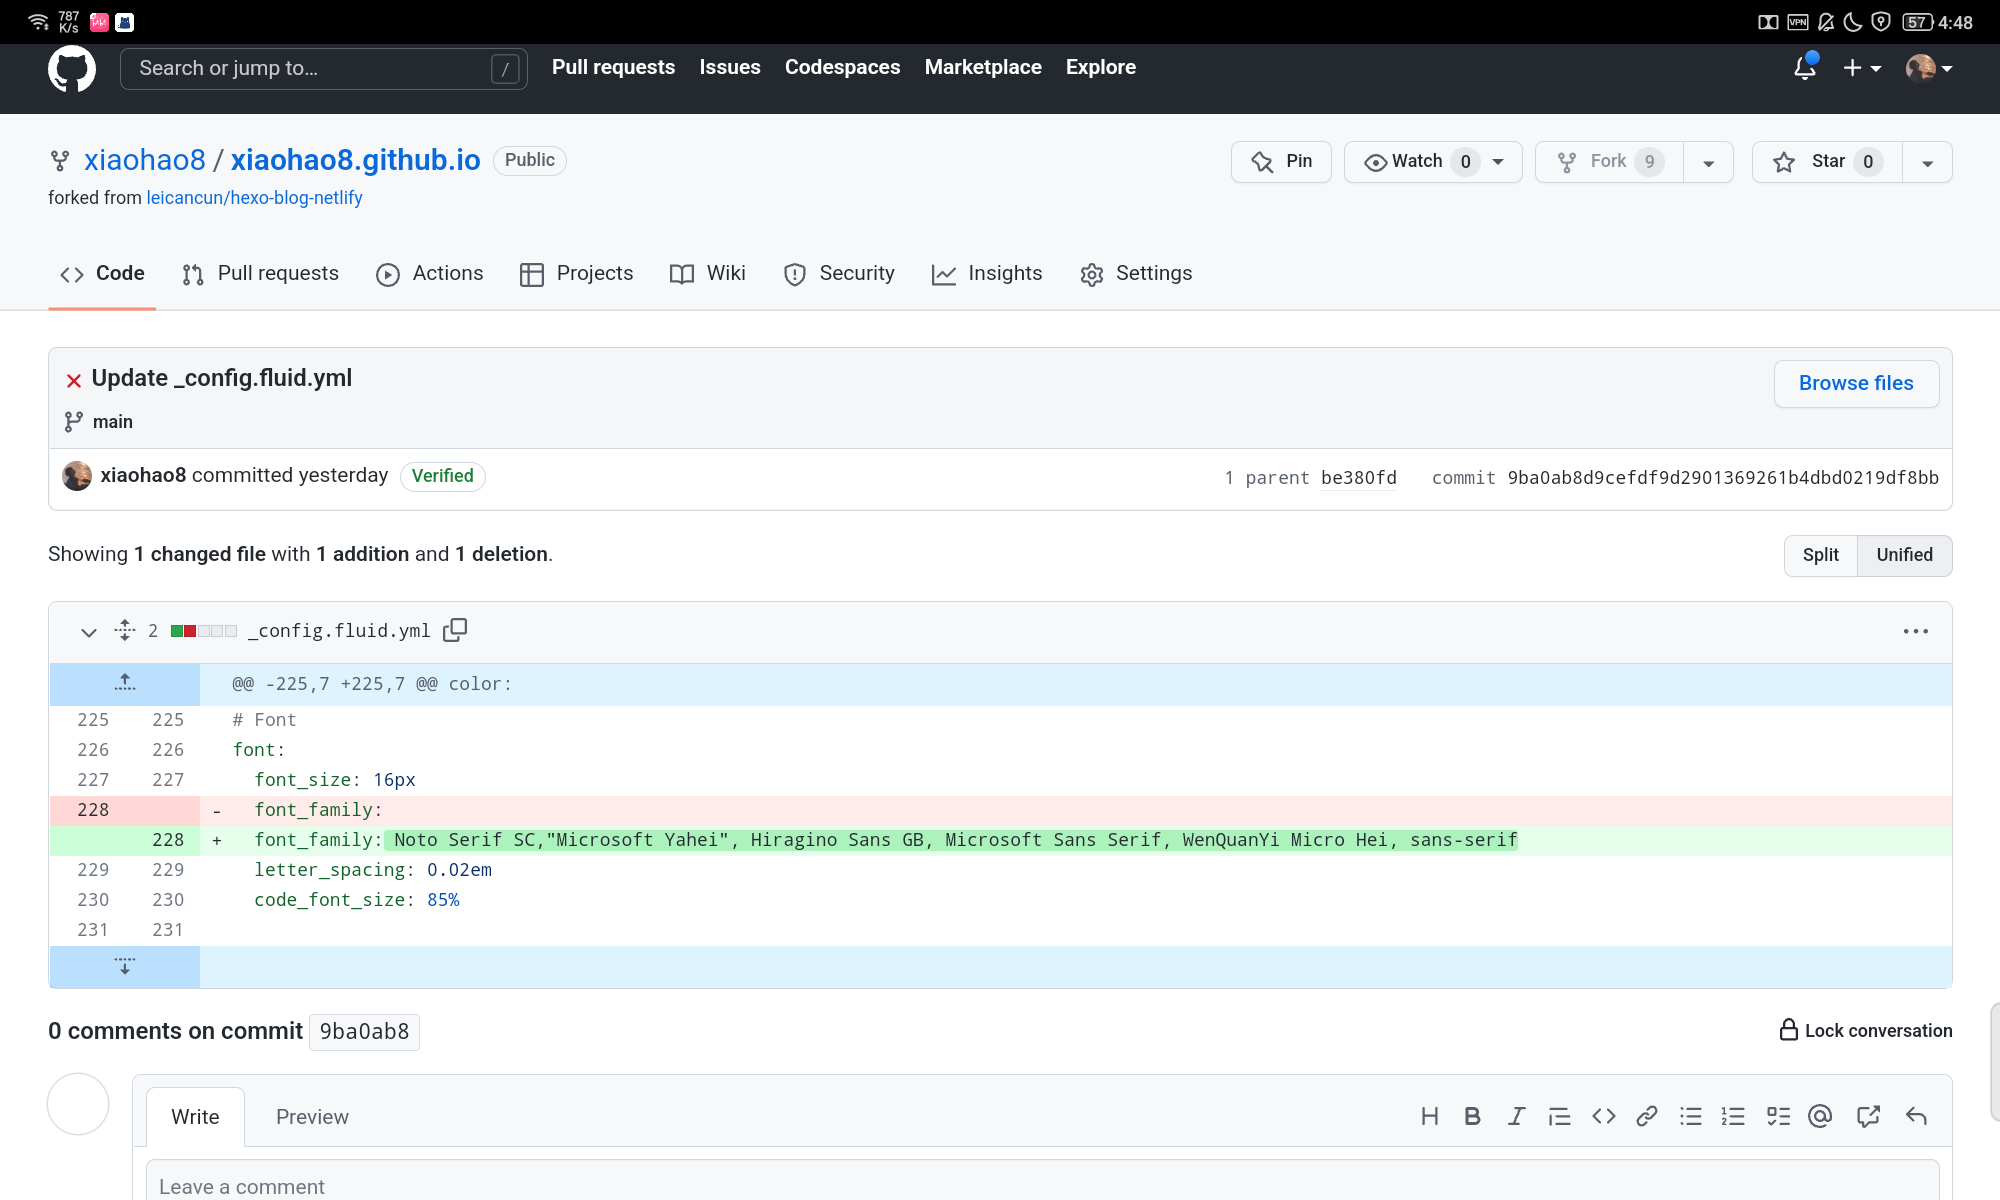 787
K/s
VPN
57 4:48
Search or jump to... /
Pull requests Issues Codespaces Marketplace Explore
xiaohao8 / xiaohao8.github.io Public
Pin Watch 0 Fork 9 Star 0
forked from leicancun/hexo-blog-netlify
Code Pull requests Actions Projects Wiki Security Insights Settings
Update _config.fluid.yml
Browse files
main
xiaohao8 committed yesterday Verified
1 parent be380fd commit 9ba0ab8d9cefdf9d2901369261b4dbd0219df8bb
Showing 1 changed file with 1 addition and 1 deletion.
Split Unified
2 _config.fluid.yml
@@ -225,7 +225,7 @@ color:
225 225 # Font
226 226 font:
227 227 font_size: 16px
228 - font_family:
228 + font_family: Noto Serif SC,"Microsoft Yahei", Hiragino Sans GB, Microsoft Sans Serif, WenQuanYi Micro Hei, sans-serif
229 229 letter_spacing: 0.02em
230 230 code_font_size: 85%
231 231
0 comments on commit 9ba0ab8
Lock conversation
Write Preview
Leave a comment